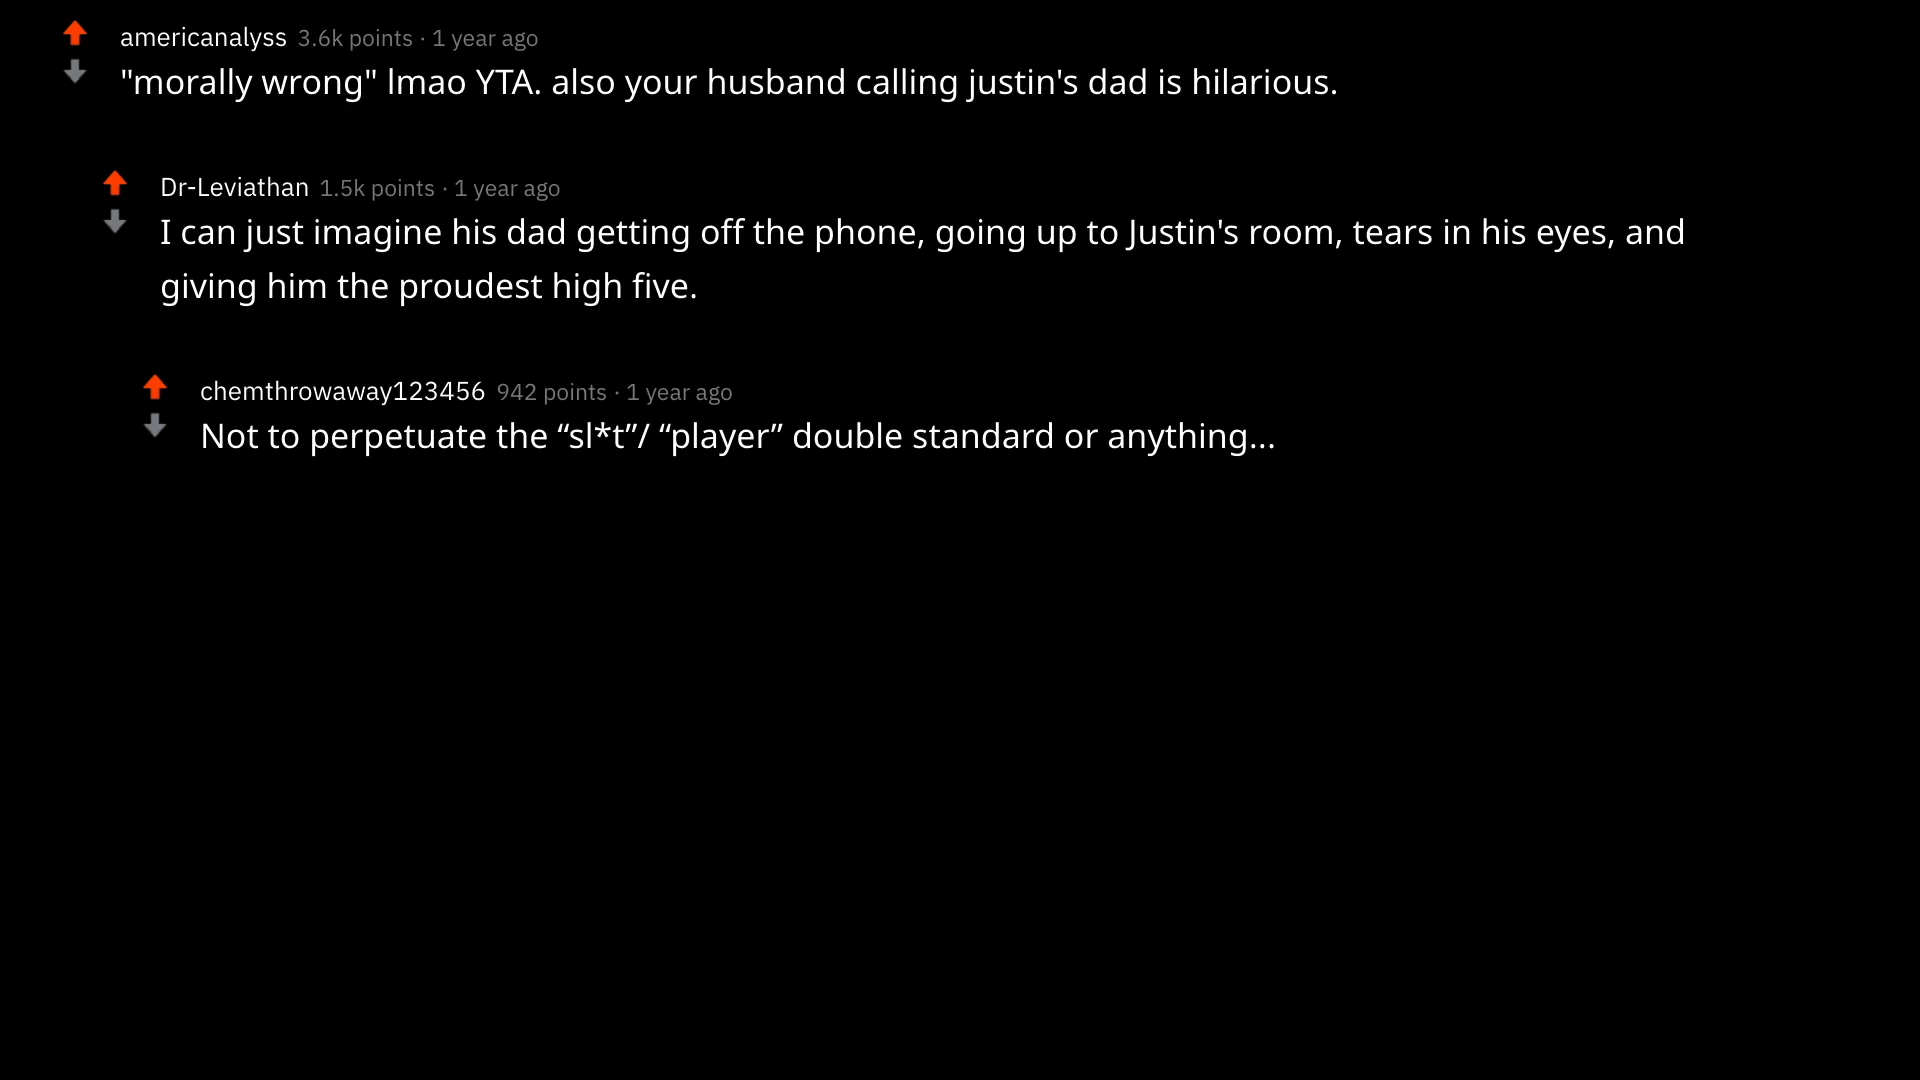 americanalyss 3.6k points · 1 year ago
"morally wrong" lmao YTA. also your husband calling justin's dad is hilarious.
Dr-Leviathan 1.5k points · 1 year ago
I can just imagine his dad getting off the phone, going up to Justin's room, tears in his eyes, and
giving him the proudest high five.
chemthrowaway123456 942 points · 1 year ago
Not to perpetuate the “sl*t”/ “player” double standard or anything...